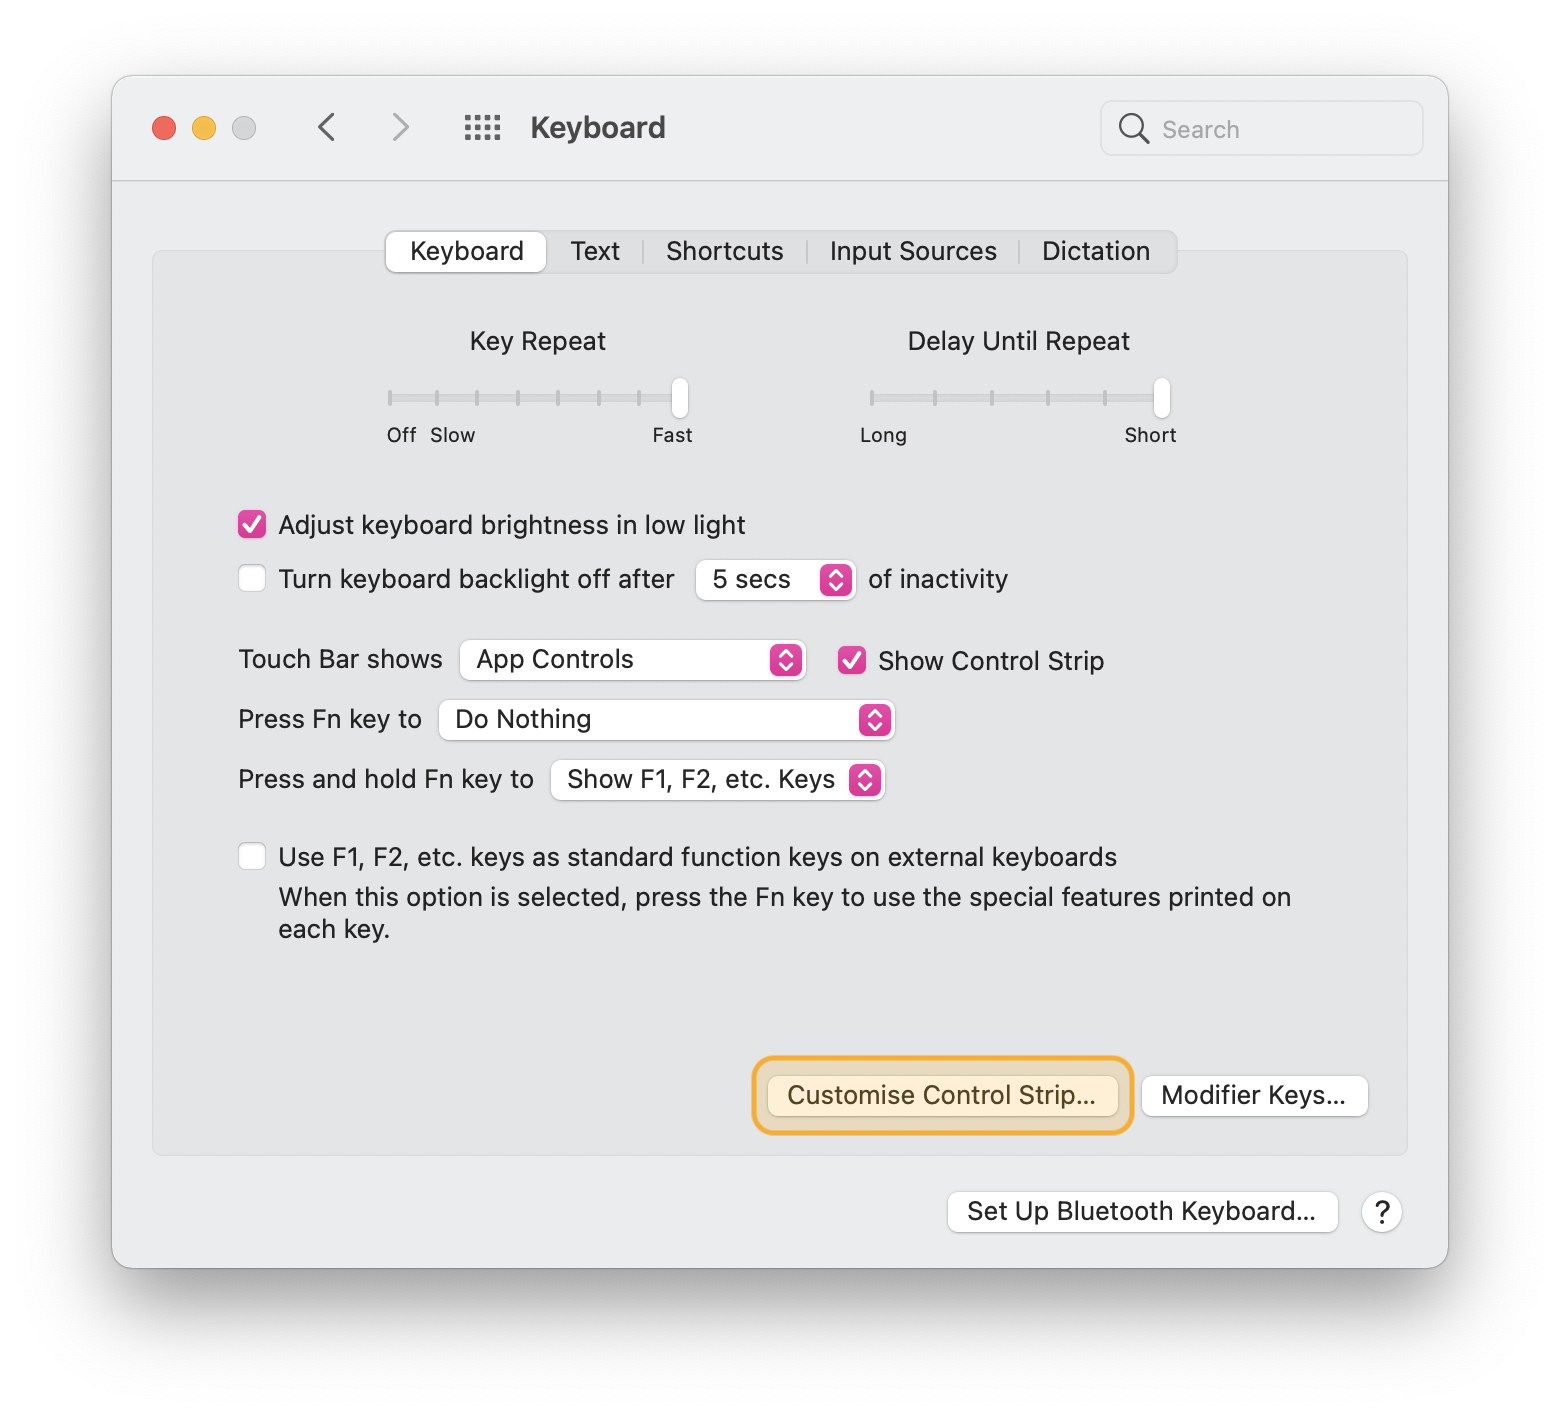 Keyboard
Search
Keyboard Text Shortcuts Input Sources Dictation
Key Repeat Delay Until Repeat
Off Slow Fast Long Short
Adjust keyboard brightness in low light
Turn keyboard backlight off after 5 secs of inactivity
Touch Bar shows App Controls Show Control Strip
Press Fn key to Do Nothing
Press and hold Fn key to Show F1, F2, etc. Keys
Use F1, F2, etc. keys as standard function keys on external keyboards
When this option is selected, press the Fn key to use the special features printed on
each key.
Customise Control Strip... Modifier Keys...
Set Up Bluetooth Keyboard... ?